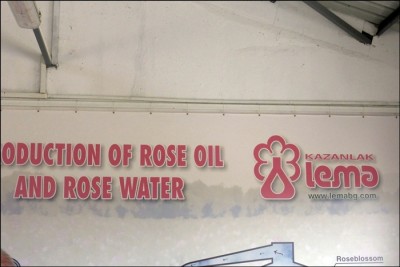 ODUCTION OF ROSE OIL
AND ROSE WATER
KAZANLAK
lema
www.lemabg.com
Roseblossom